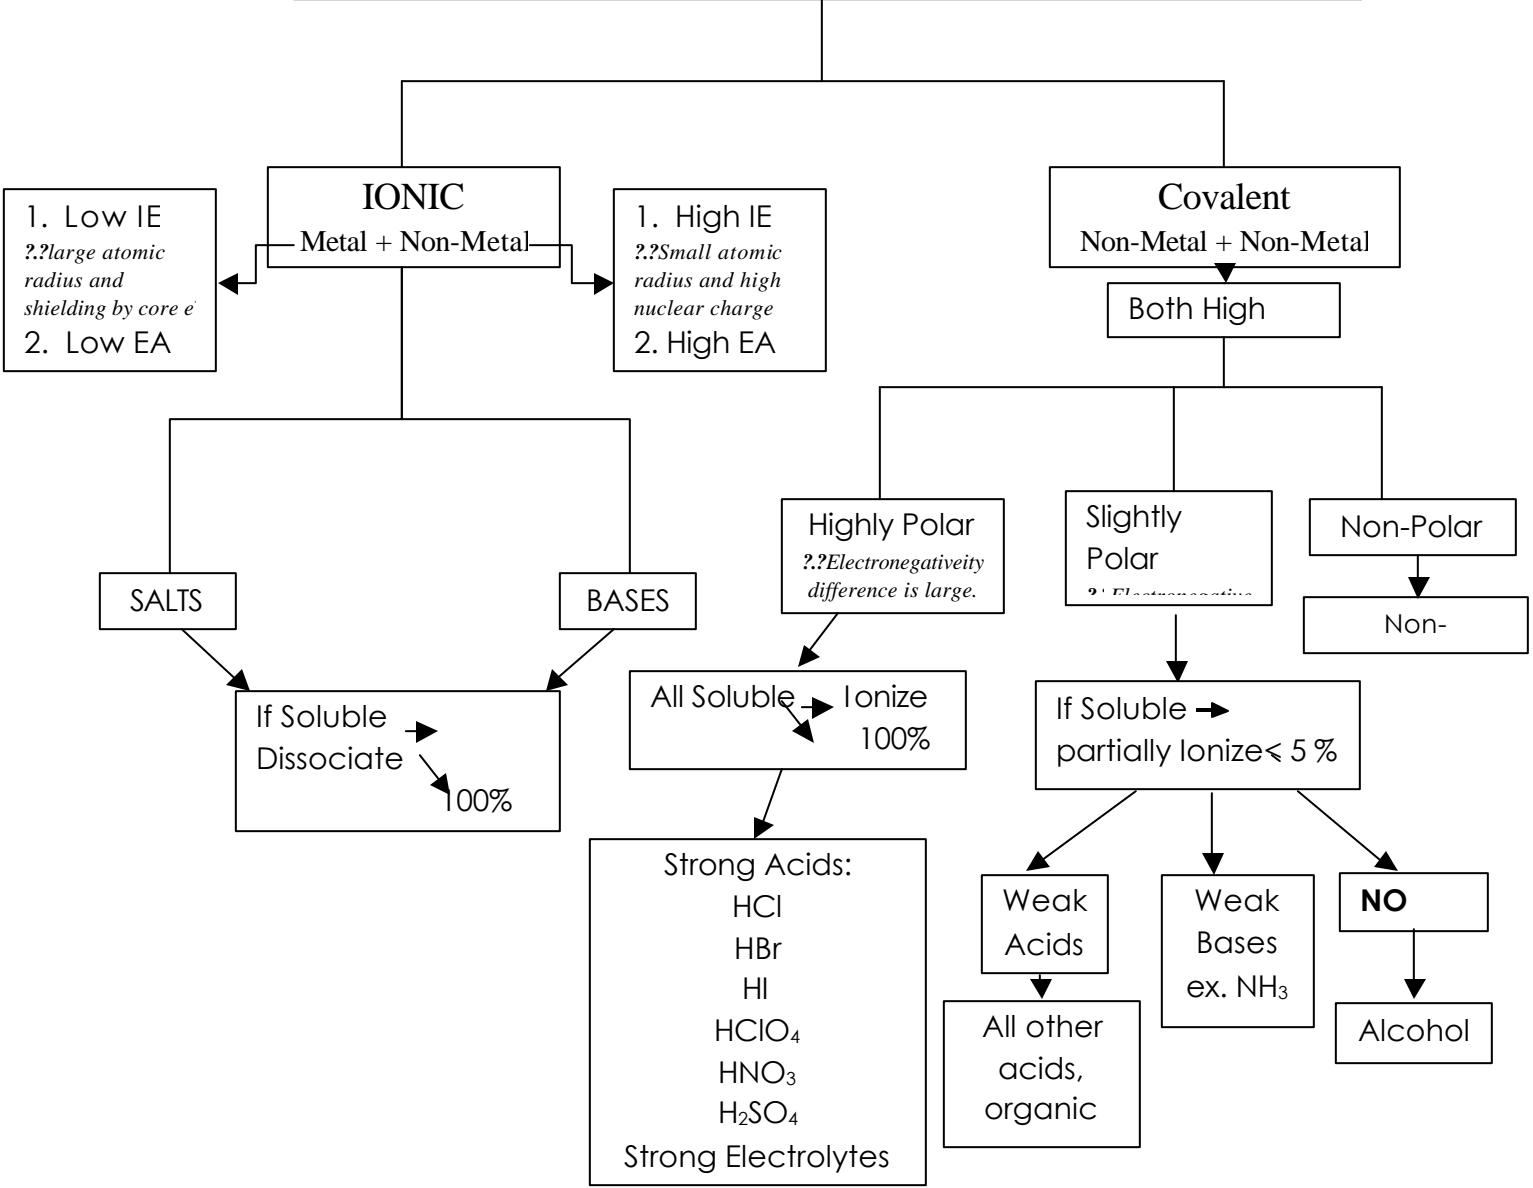 IONIC
Metal + Non-Metal
Covalent
Non-Metal + Non-Metal
1. Low IE
?.?large atomic
radius and
shielding by core e
2. Low EA
1. High IE
?.?Small atomic
radius and high
nuclear charge
2. High EA
Both High
Highly Polar
?.?Electronegativeity
difference is large.
Slightly
Polar
Non-Polar
Non-
SALTS
BASES
If Soluble
Dissociate
100%
All Soluble Ionize
100%
If Soluble
partially Ionize< 5 %
Strong Acids:
HCl
HBr
HI
HClO₄
HNO₃
H₂SO₄
Strong Electrolytes
Weak
Acids
All other
acids,
organic
Weak
Bases
ex. NH₃
NO
Alcohol